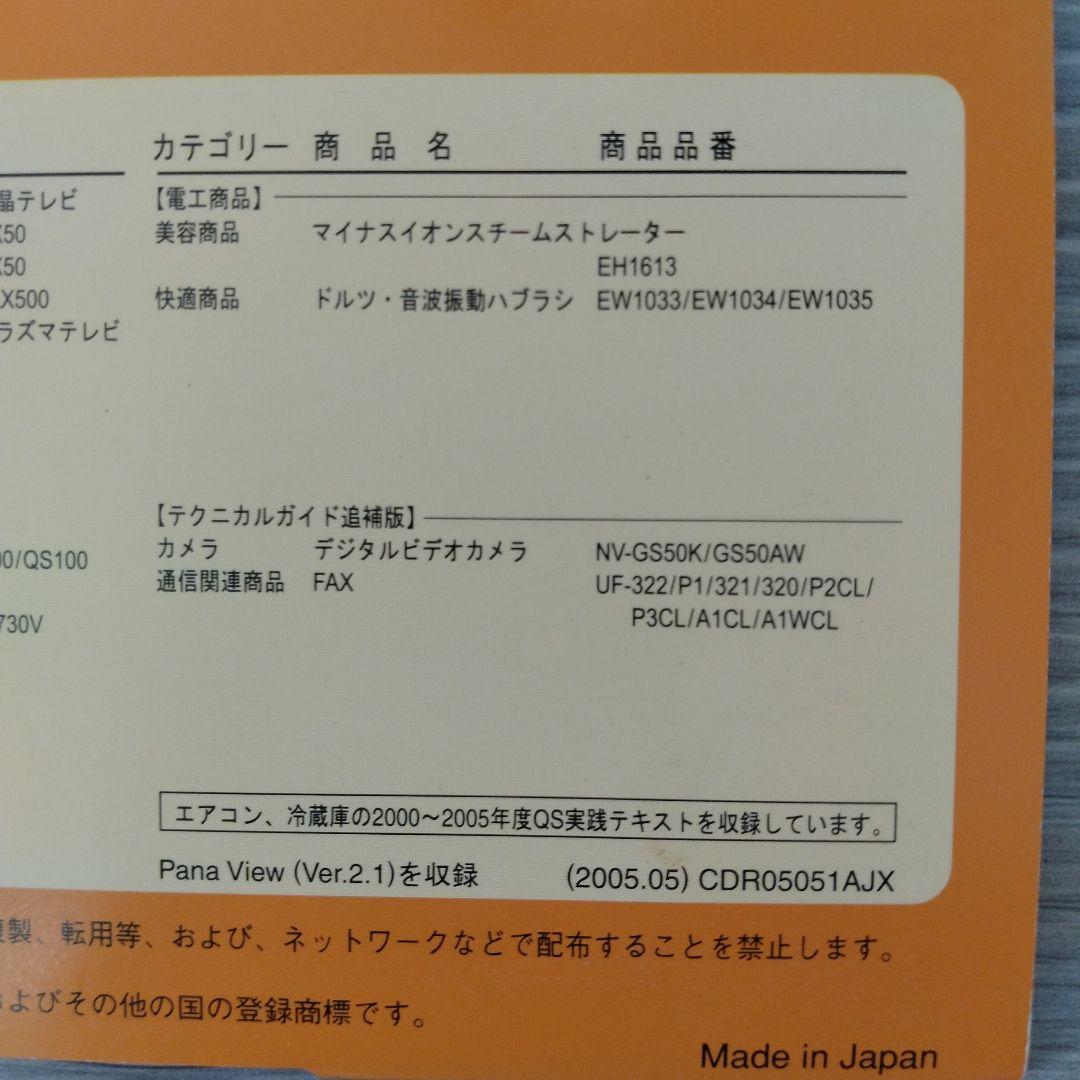 カテゴリー 商 品 名 商品品番
晶テレビ
X50
X50
X500
ラズマテレビ
00/QS100
730V
【電工商品】
美容商品 マイナスイオンスチームストレーター
EH1613
快適商品 ドルツ・音波振動ハブラシ EW1033/EW1034/EW1035
【テクニカルガイド追補版】
カメラ デジタルビデオカメラ NV-GS50K/GS50AW
通信関連商品 FAX UF-322/P1/321/320/P2CL/
P3CL/A1CL/A1WCL
エアコン、冷蔵庫の2000～2005年度QS実践テキストを収録しています。
Pana View (Ver.2.1)を収録 (2005.05) CDR05051AJX
複製、転用等、および、ネットワークなどで配布することを禁止します。
およびその他の国の登録商標です。
Made in Japan